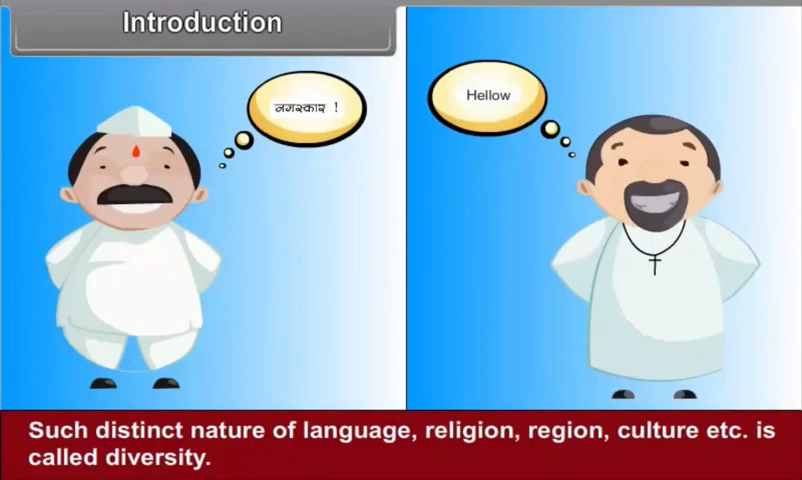 Introduction
नमस्कार !
Hellow
Such distinct nature of language, religion, region, culture etc. is
called diversity.